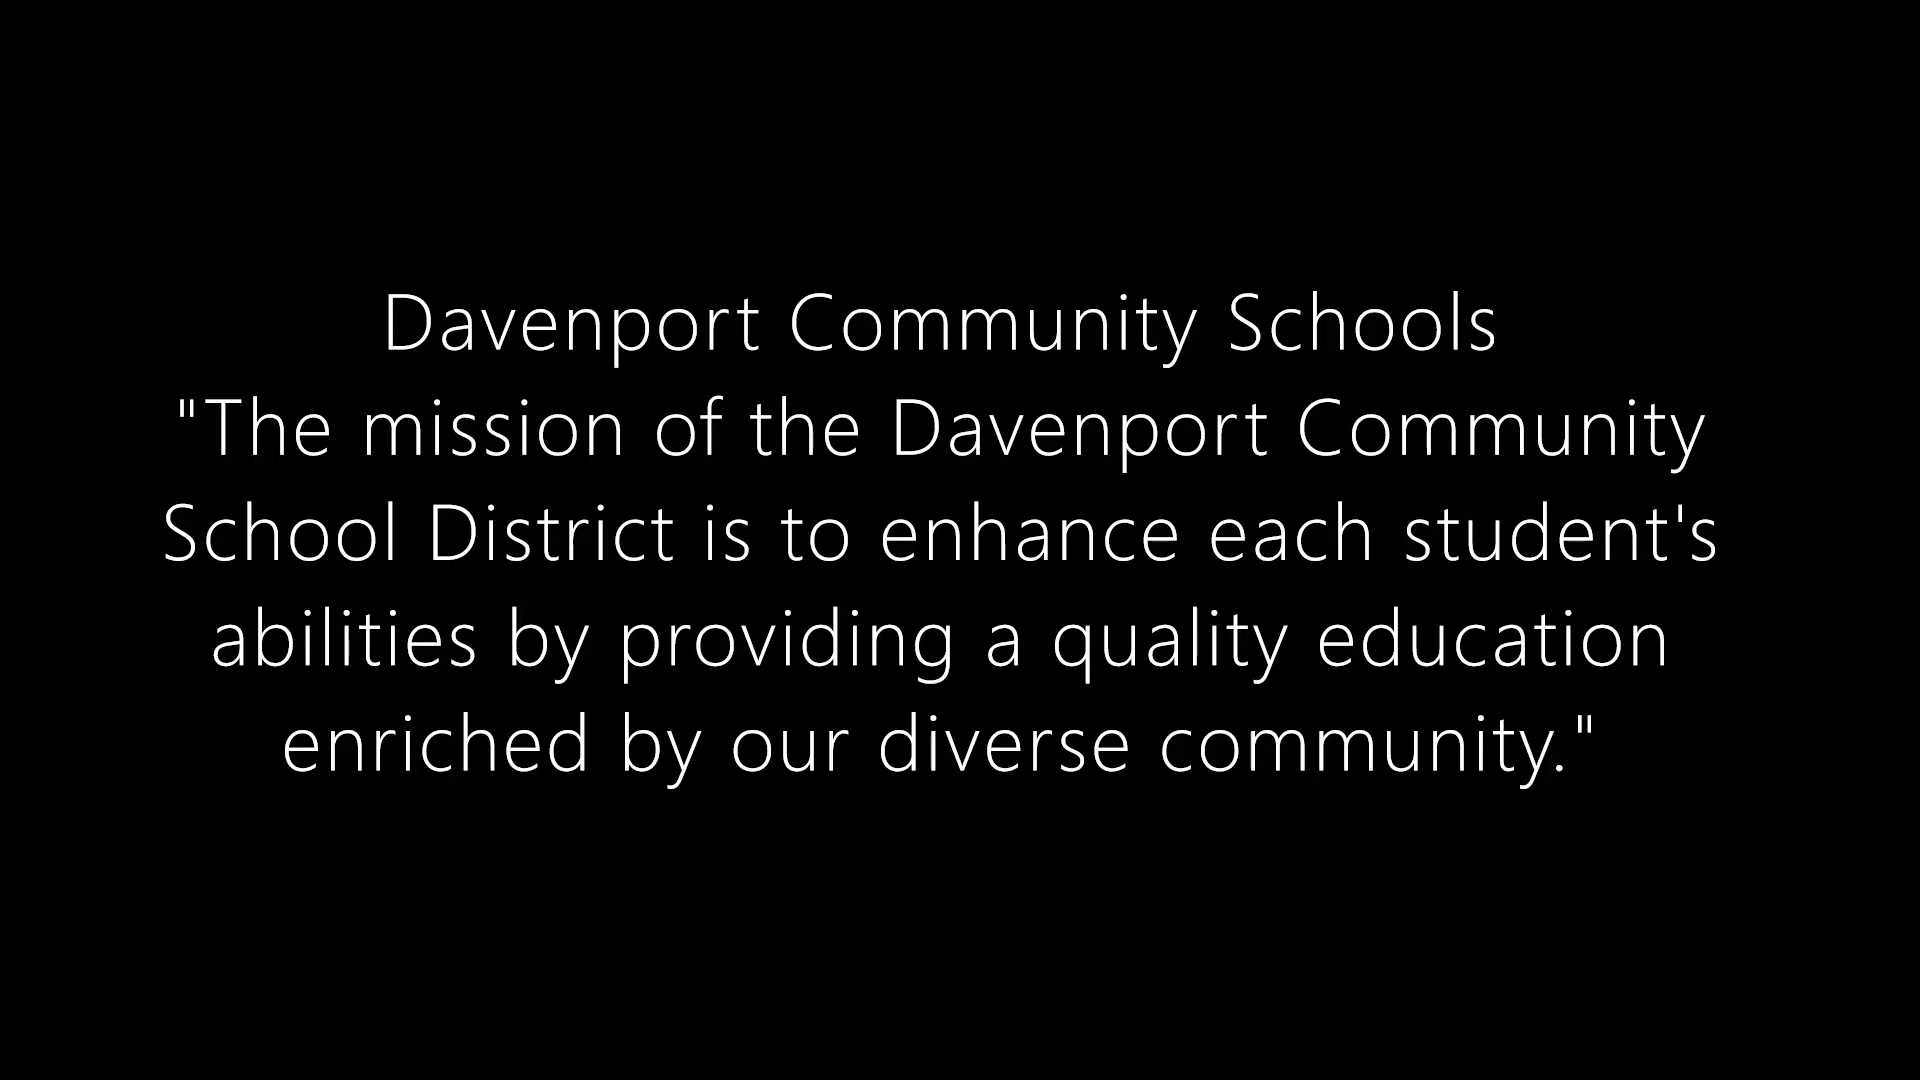 Davenport Community Schools
"The mission of the Davenport Community
School District is to enhance each student's
abilities by providing a quality education
enriched by our diverse community."